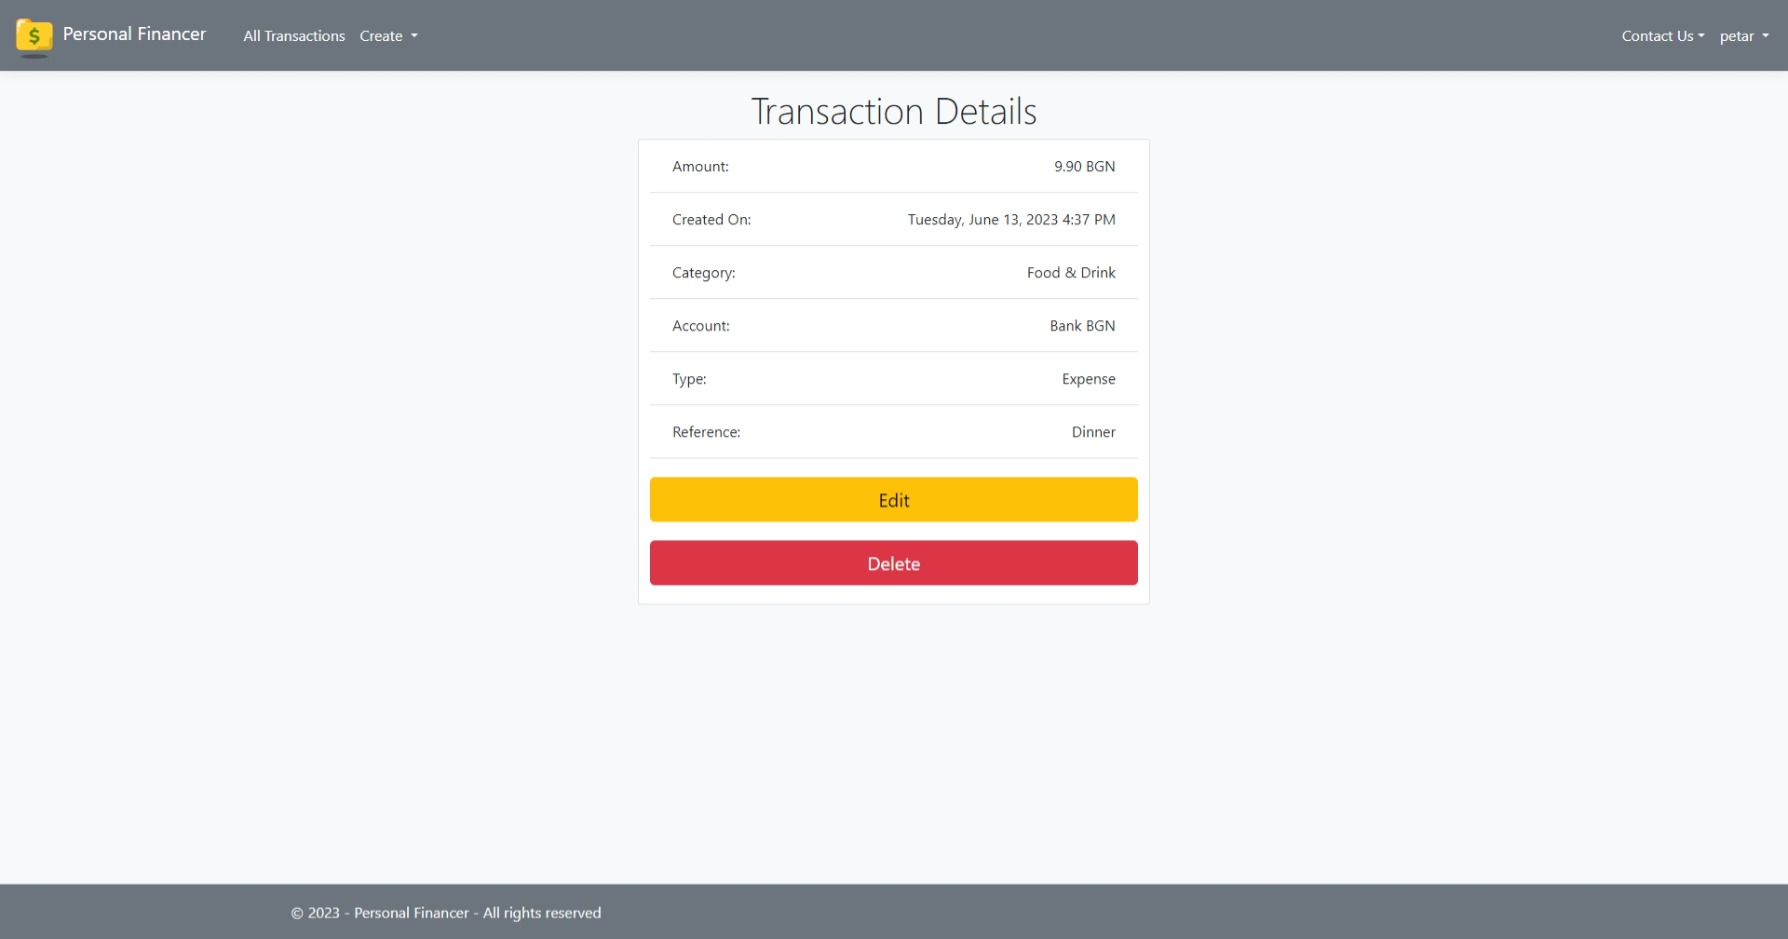 Personal Financer
All Transactions
Create
Contact Us
petar
Transaction Details
Amount: 9.90 BGN
Created On: Tuesday, June 13, 2023 4:37 PM
Category: Food & Drink
Account: Bank BGN
Type: Expense
Reference: Dinner
Edit
Delete
© 2023 - Personal Financer - All rights reserved